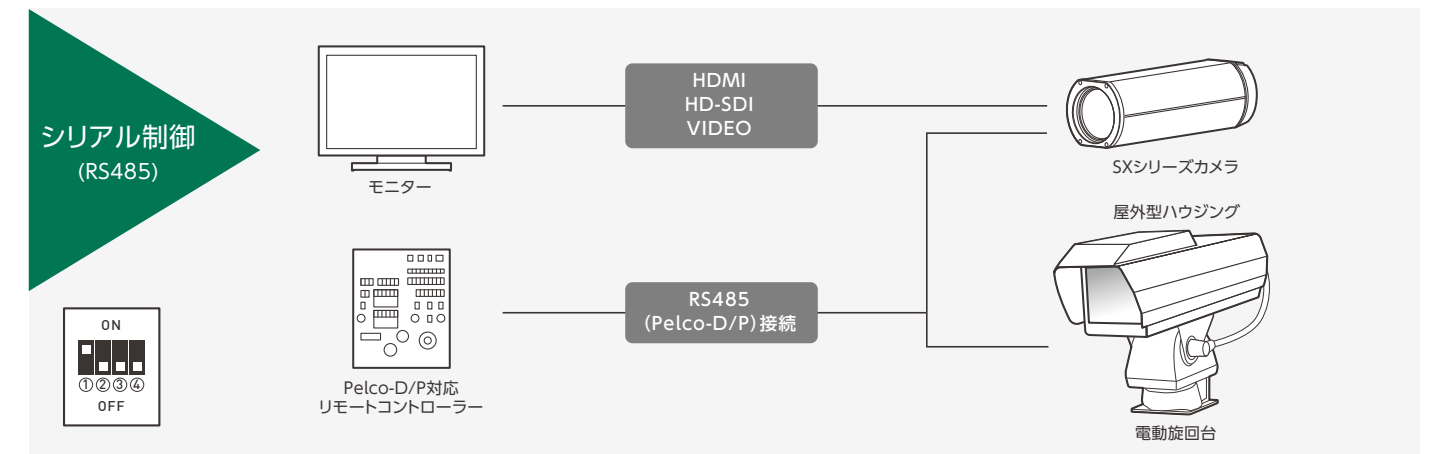 シリアル制御
(RS485)
モニター
HDMI
HD-SDI
VIDEO
SXシリーズカメラ
屋外型ハウジング
ON
①②③④
OFF
Pelco-D/P対応
リモートコントローラー
RS485
(Pelco-D/P)接続
電動旋回台